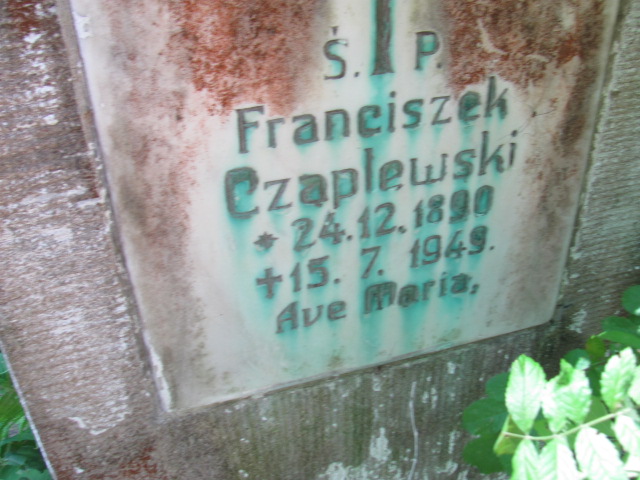 Ś. P.
Franciszek
Czaplewski
* 24.12.1890
+ 15. 7. 1949.
Ave Maria,